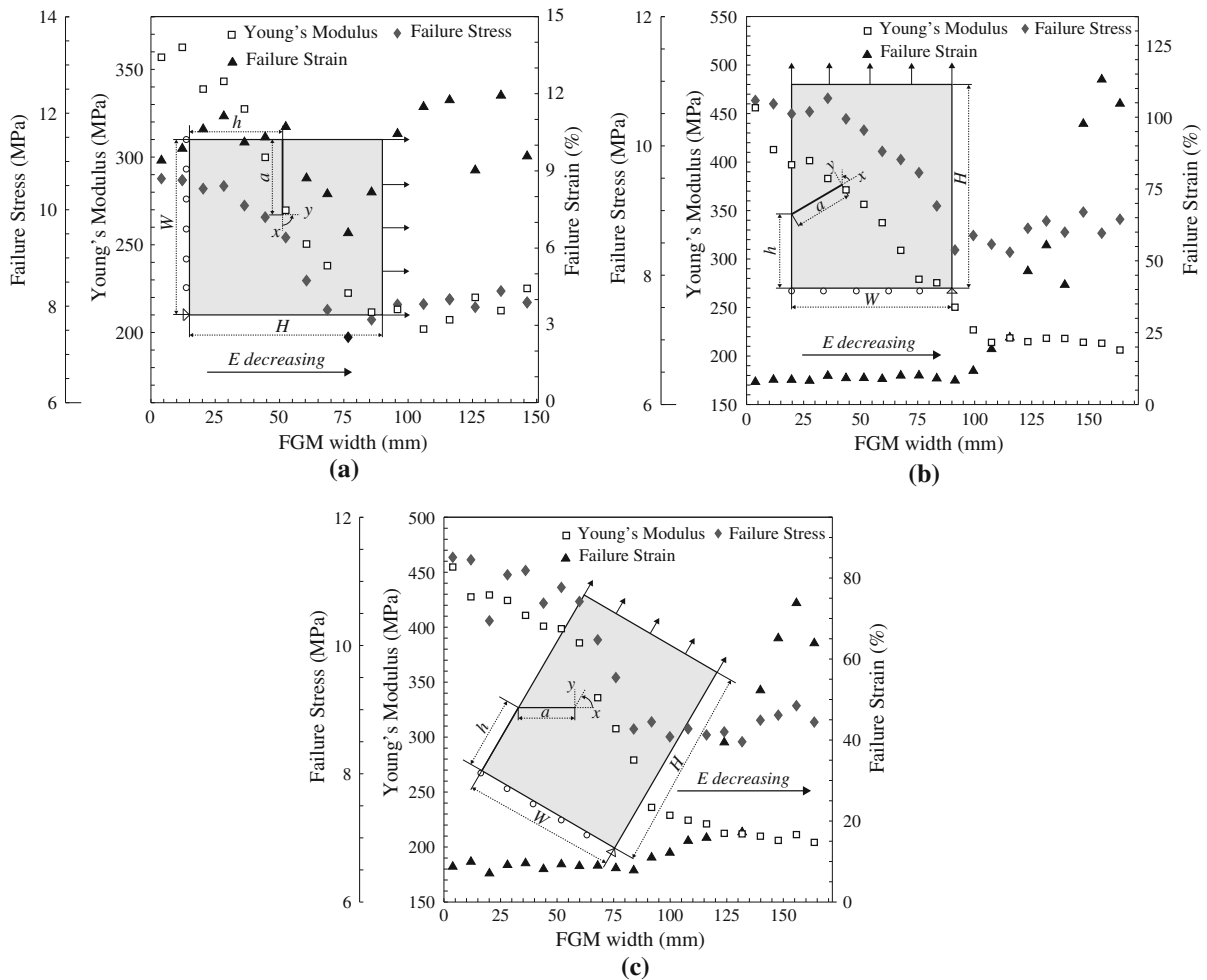 14
12
10
8
6
Failure Stress (MPa)
350
300
250
200
Young's Modulus (MPa)
Young's Modulus
Failure Stress
Failure Strain
h
a
W
y
x
H
E decreasing
15
12
9
6
3
0
Failure Strain (%)
0 25 50 75 100 125 150
FGM width (mm)
(a)
12
10
8
6
Failure Stress (MPa)
550
500
450
400
350
300
250
200
150
Young's Modulus (MPa)
Young's Modulus
Failure Stress
Failure Strain
y
x
a
h
H
W
E decreasing
125
100
75
50
25
0
Failure Strain (%)
0 25 50 75 100 125 150
FGM width (mm)
(b)
12
10
8
6
Failure Stress (MPa)
500
450
400
350
300
250
200
150
Young's Modulus (MPa)
Young's Modulus
Failure Stress
Failure Strain
y
x
a
h
H
W
E decreasing
80
60
40
20
0
Failure Strain (%)
0 25 50 75 100 125 150
FGM width (mm)
(c)